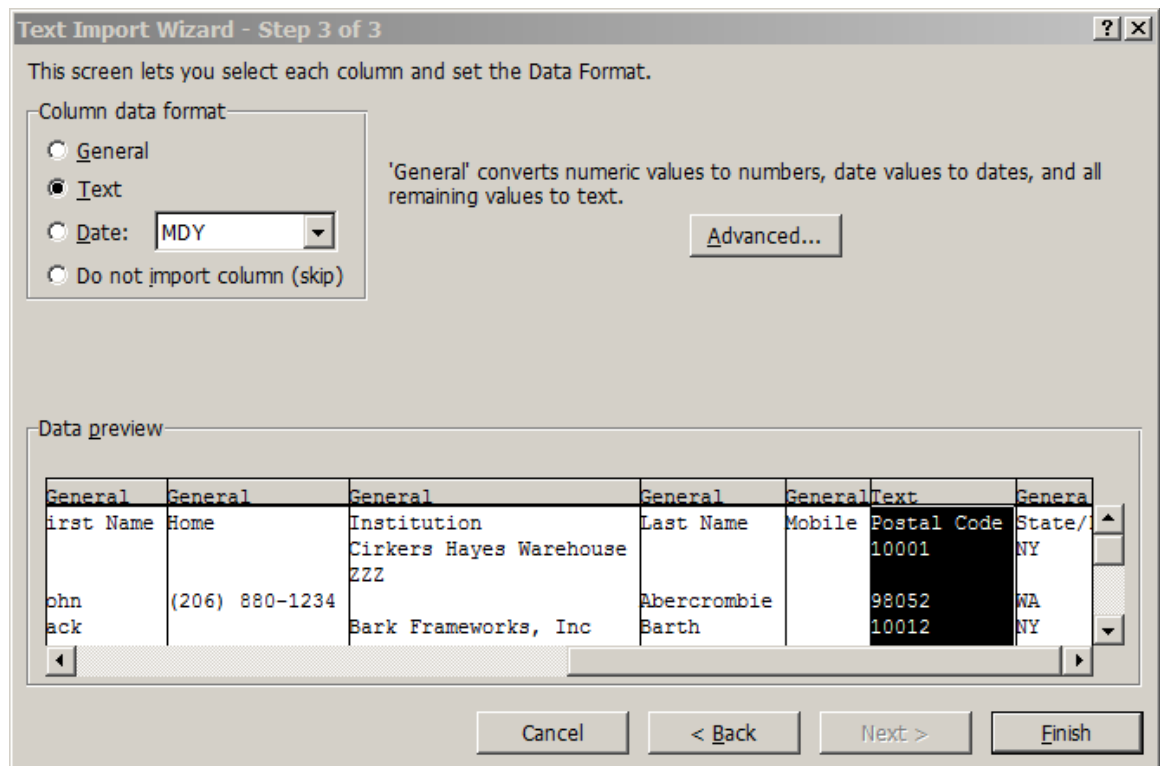 Text Import Wizard - Step 3 of 3
This screen lets you select each column and set the Data Format.
Column data format
General
Text
Date: MDY
Do not import column (skip)
'General' converts numeric values to numbers, date values to dates, and all
remaining values to text.
Advanced...
Data preview
General General General General General Text Genera
irst Name Home Institution Last Name Mobile Postal Code State/
Cirkers Hayes Warehouse 10001 NY
ZZZ
ohn (206) 880-1234 Abercrombie 98052 WA
ack Bark Frameworks, Inc Barth 10012 NY
Cancel < Back Next > Finish